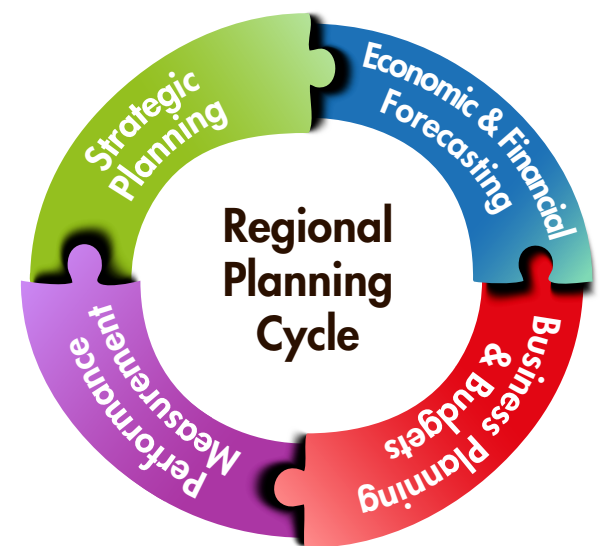 Regional
Planning
Cycle
Strategic
Planning
Economic & Financial
Forecasting
Business Planning
& Budgets
Performance
Measurement